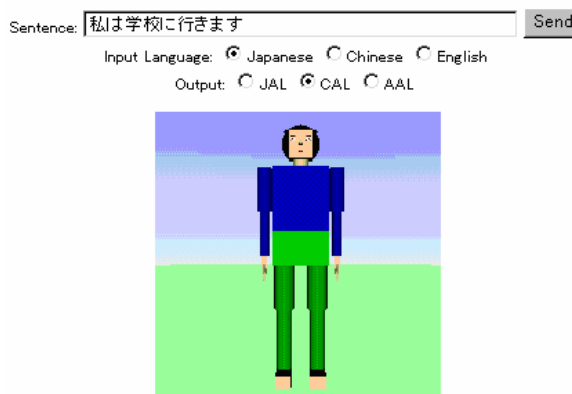 Sentence: 私は学校に行きます Send
Input Language: Japanese Chinese English
Output: JAL CAL AAL